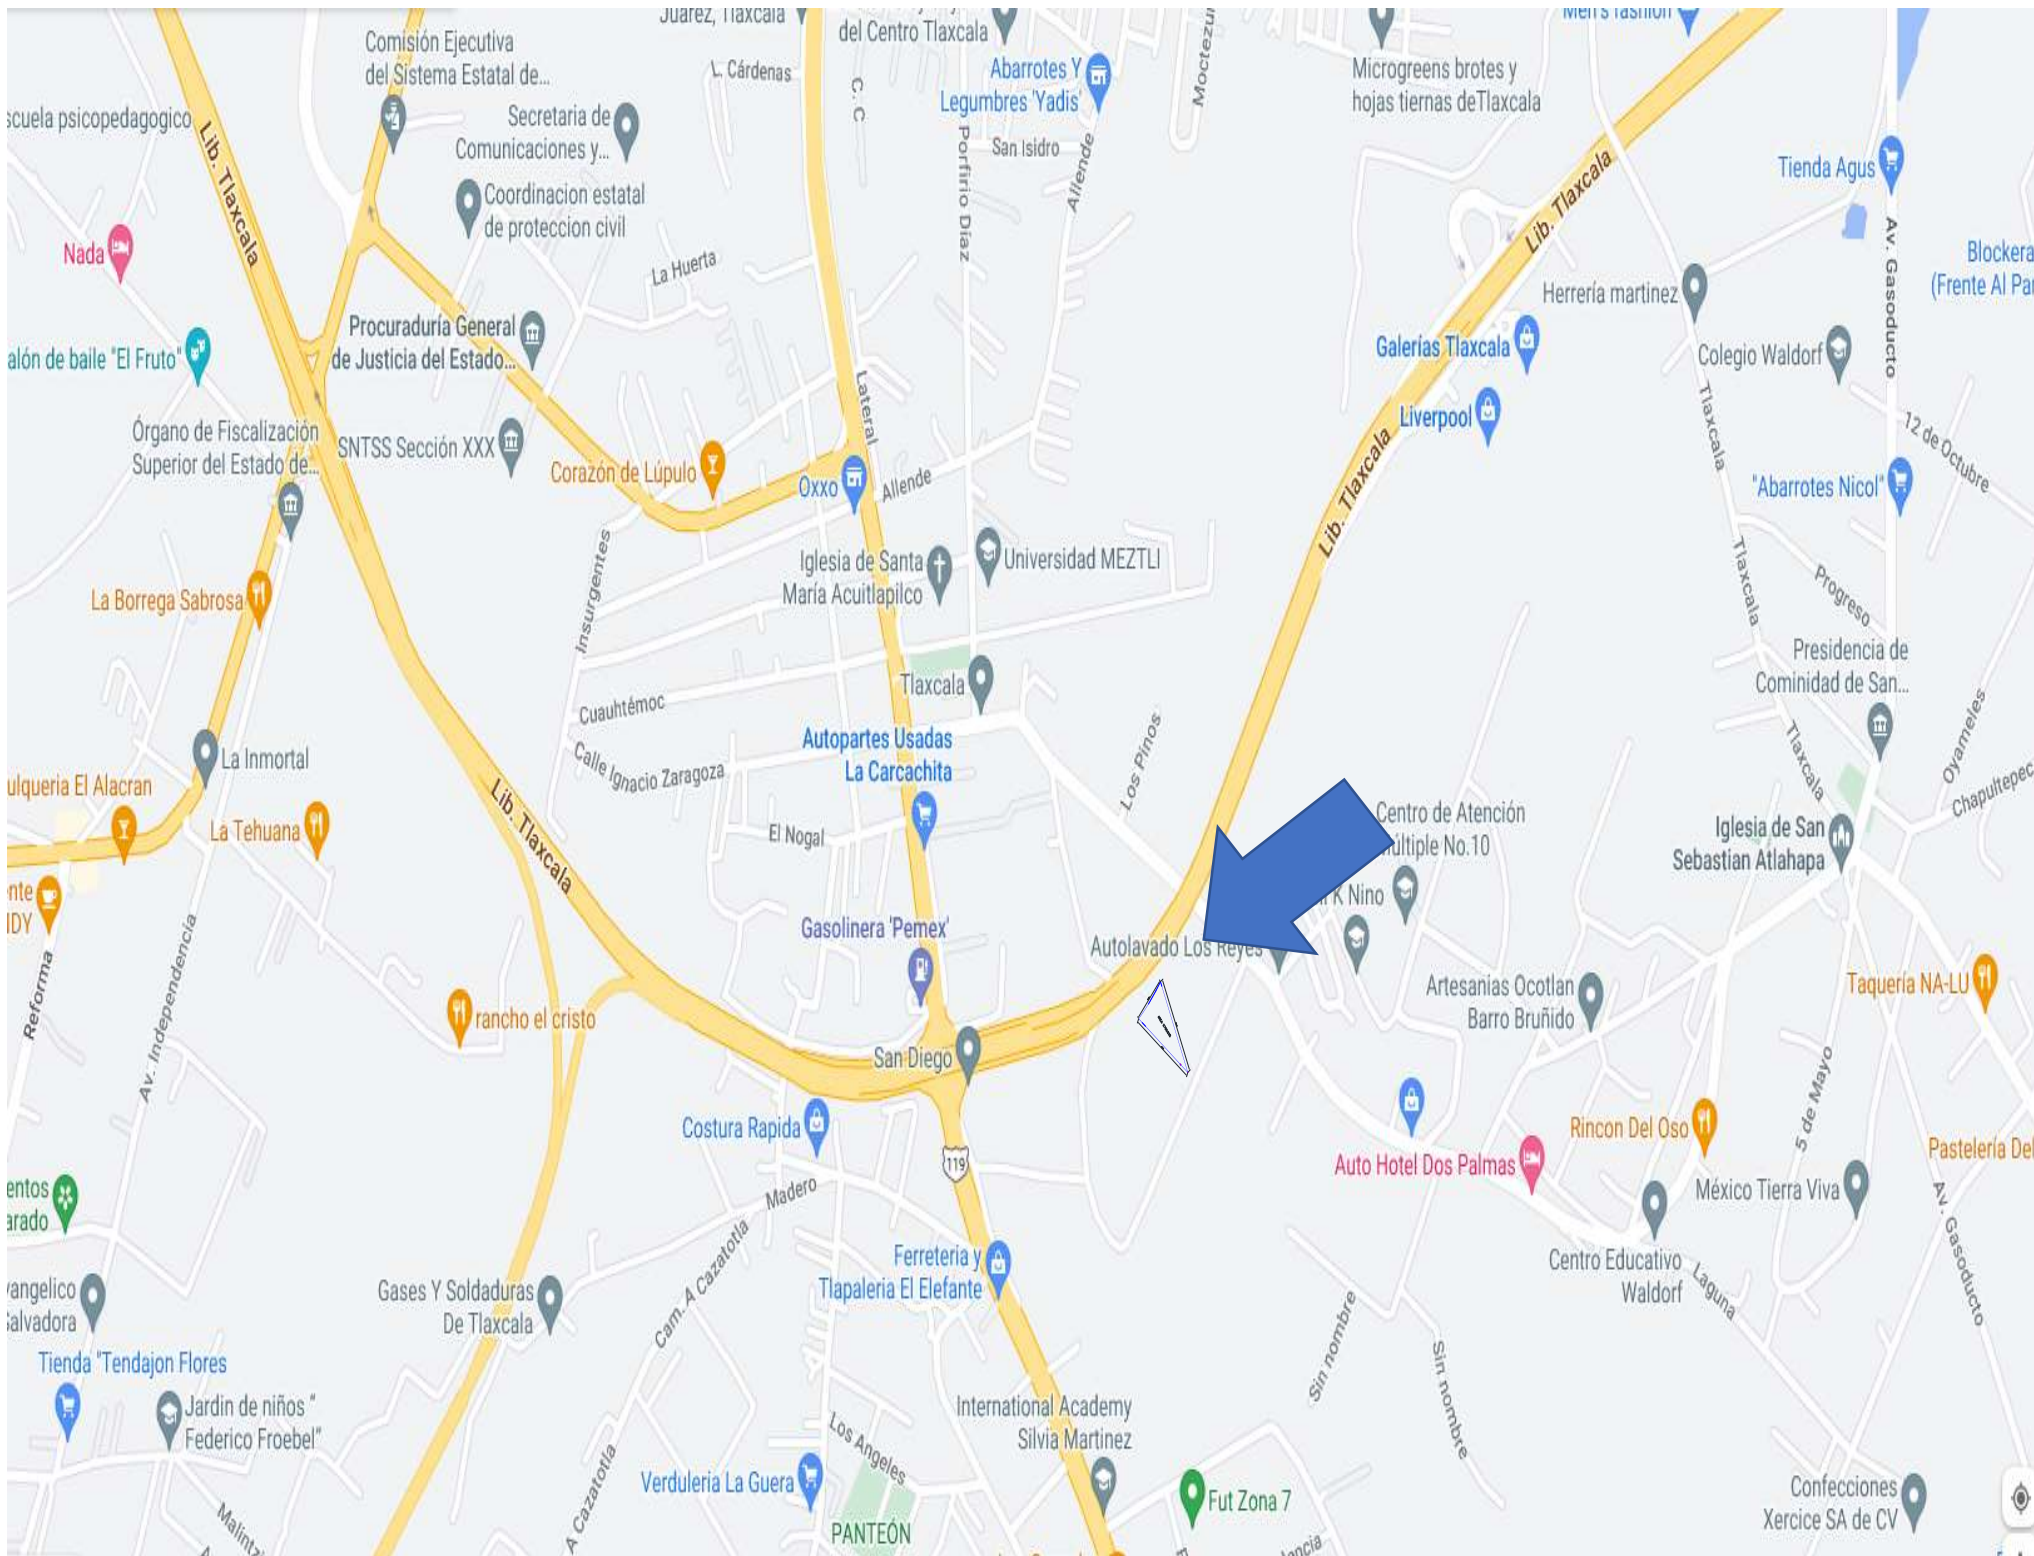 Juárez, Tlaxcala
del Centro Tlaxcala
Men's fashion
Comisión Ejecutiva
del Sistema Estatal de...
L. Cárdenas
C. C
Abarrotes Y
Legumbres 'Yadis'
Microgreens brotes y
hojas tiernas deTlaxcala
Secretaria de
Comunicaciones y...
scuela psicopedagogico
Lib. Tlaxcala
Porfirio Díaz
San Isidro
Allende
Lib. Tlaxcala
Tienda Agus
Coordinacion estatal
de proteccion civil
Nada
La Huerta
Av. Gasoducto
Blockera
(Frente Al Par
Herrería martinez
Procuraduría General
de Justicia del Estado...
alón de baile "El Fruto"
Galerías Tlaxcala
Colegio Waldorf
Lateral
Liverpool
Tlaxcala
12 de Octubre
Órgano de Fiscalización
Superior del Estado de...
SNTSS Sección XXX
Corazón de Lúpulo
Oxxo
Allende
Lib. Tlaxcala
"Abarrotes Nicol"
Insurgentes
Iglesia de Santa
María Acuitlapilco
Universidad MEZTLI
Tlaxcala
Progreso
La Borrega Sabrosa
Presidencia de
Cominidad de San...
Tlaxcala
Cuauhtémoc
Calle Ignacio Zaragoza
Autopartes Usadas
La Carcachita
Los Pinos
Tlaxcala
Oyameles
Chapultepec
La Inmortal
ulqueria El Alacran
La Tehuana
Lib. Tlaxcala
El Nogal
Centro de Atención
últiple No.10
Iglesia de San
Sebastian Atlahapa
K Nino
nte
IDY
Reforma
Av. Independencia
Gasolinera 'Pemex'
Autolavado Los Reyes
Artesanias Ocotlan
Barro Bruñido
Taquería NA-LU
rancho el cristo
San Diego
Costura Rapida
119
5 de Mayo
Rincon Del Oso
Pastelería Del
Auto Hotel Dos Palmas
México Tierra Viva
Madero
entos
arado
Cam. A Cazatotla
Av. Gasoducto
Ferreteria y
Tlapaleria El Elefante
Centro Educativo
Waldorf
Laguna
vangelico
Salvadora
Gases Y Soldaduras
De Tlaxcala
Sin nombre
Sin nombre
Tienda "Tendajon Flores
Jardin de niños "
Federico Froebel"
International Academy
Silvia Martinez
Los Angeles
A Cazatotla
Verduleria La Guera
Fut Zona 7
PANTEÓN
Confecciones
Xercice SA de CV